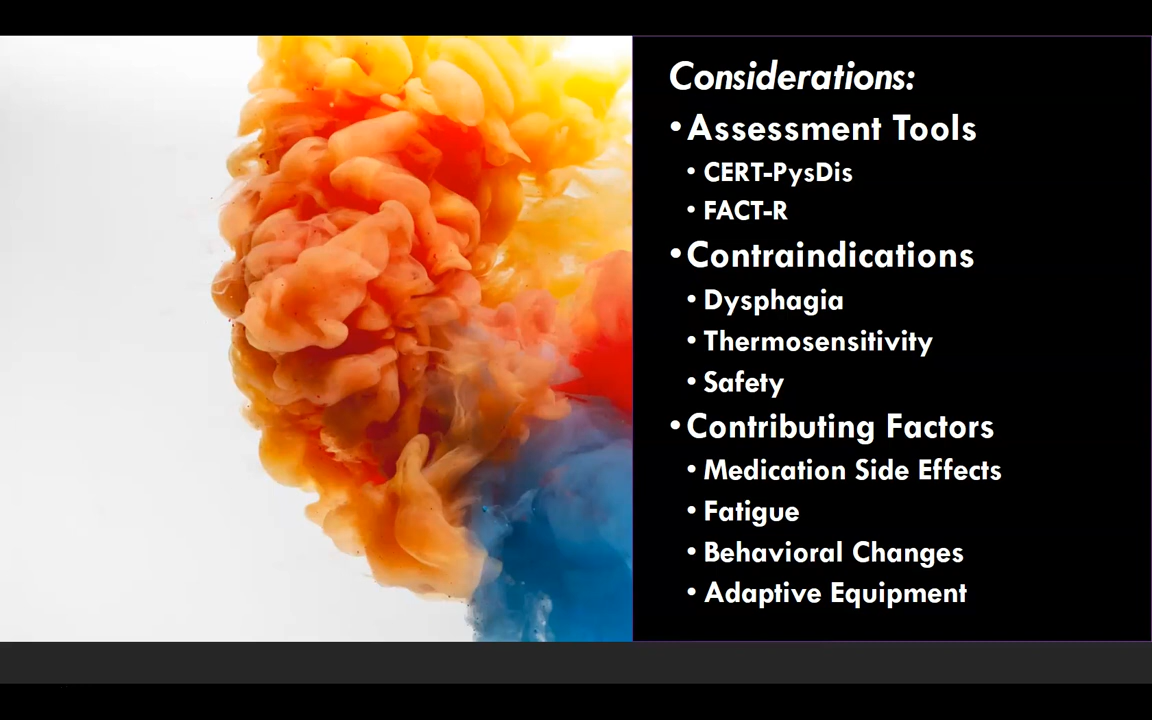 Considerations:
•Assessment Tools
• CERT-PysDis
• FACT-R
•Contraindications
• Dysphagia
• Thermosensitivity
• Safety
•Contributing Factors
• Medication Side Effects
• Fatigue
• Behavioral Changes
• Adaptive Equipment